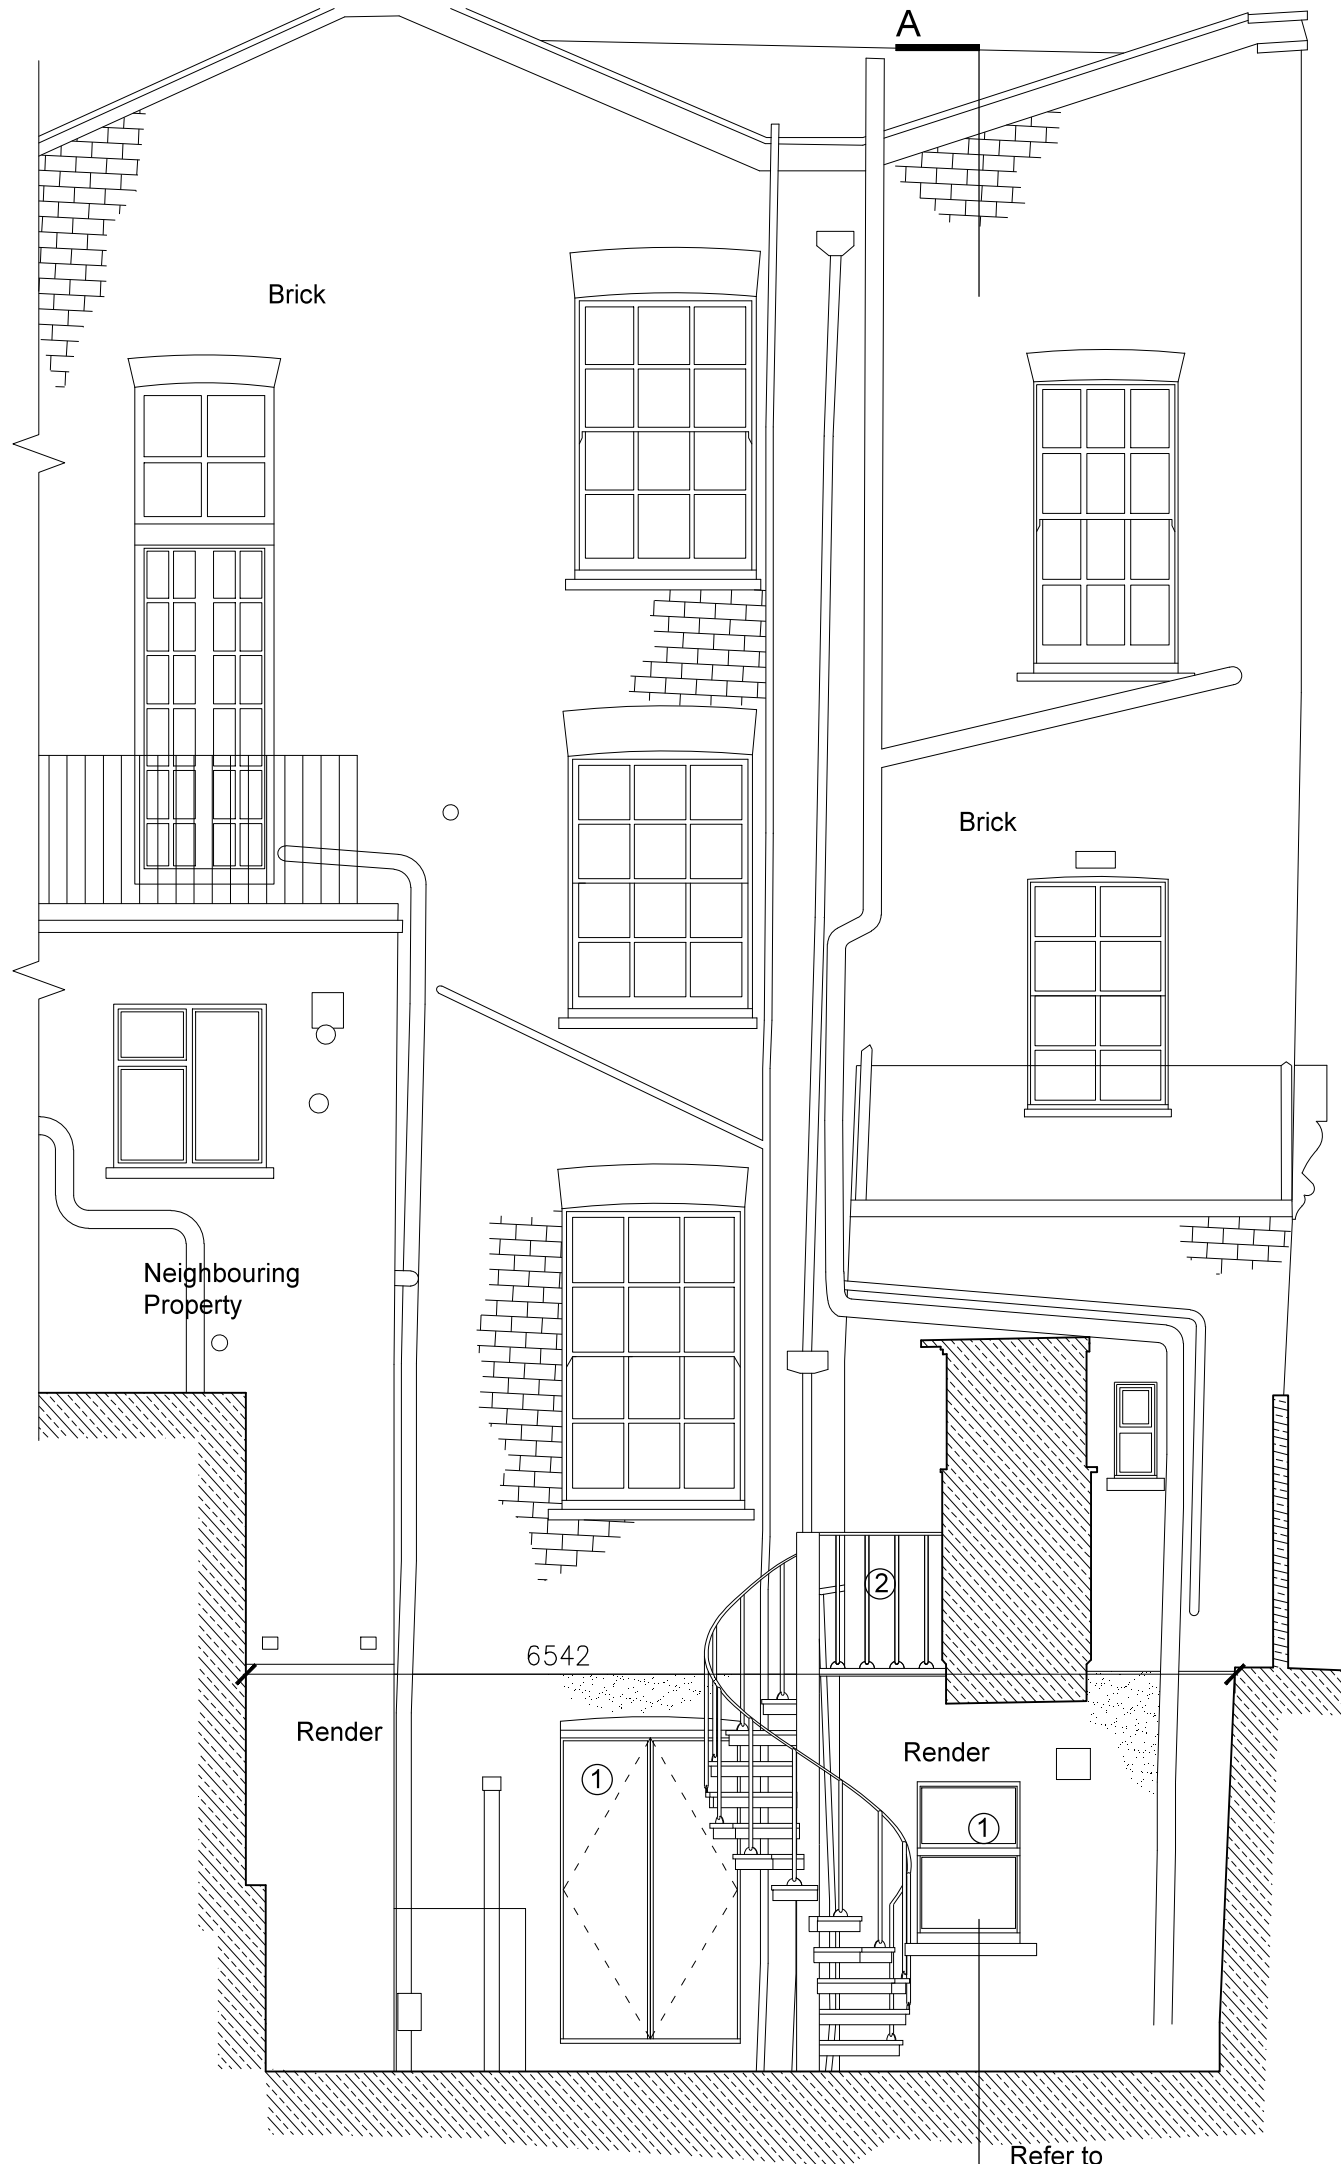 A
Brick
Brick
Neighbouring
Property
2
6542
Render
Render
1
1
Refer to